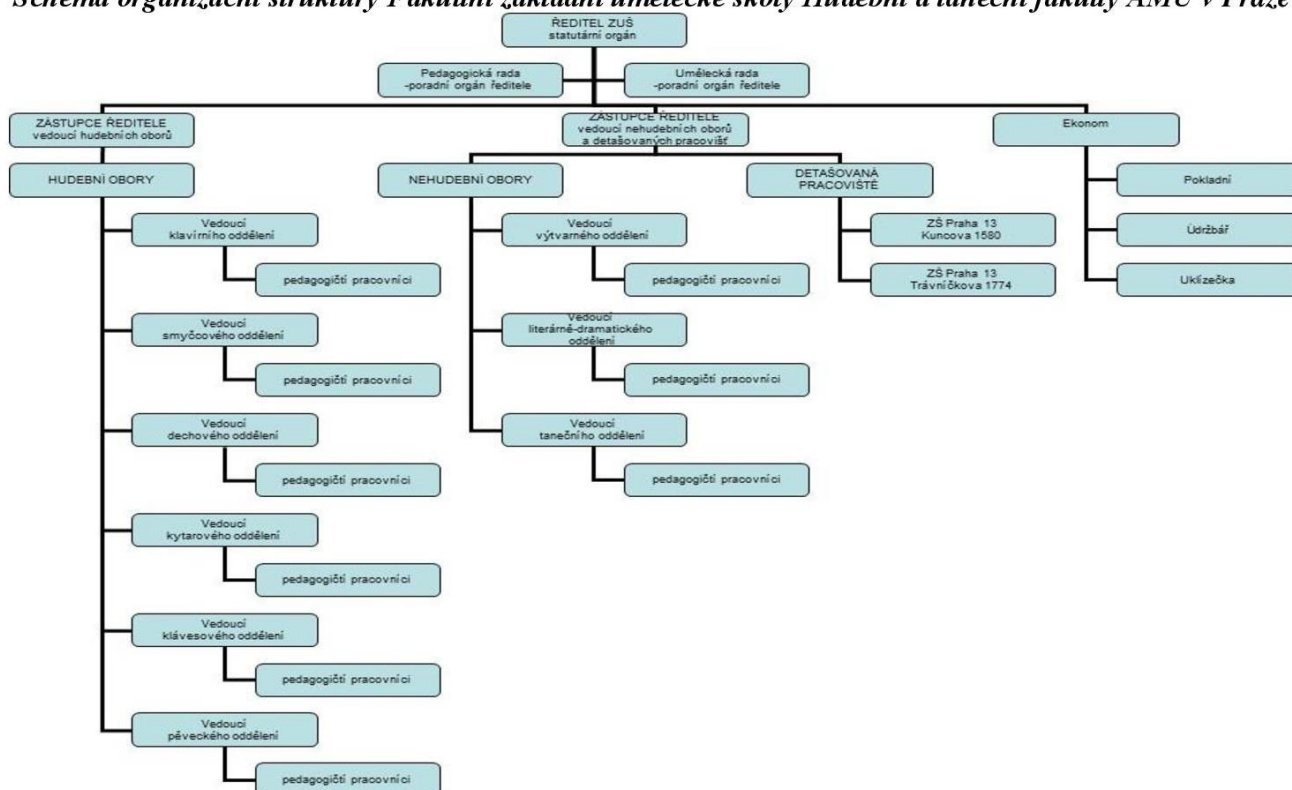 Schéma organizační struktury Fakultní základní umělecké školy Hudební a taneční fakulty AMU v Praze
ŘEDITEL ZUŠ
statutární orgán
Pedagogická rada
-poradní orgán ředitele
Umělecká rada
-poradní orgán ředitele
ZÁSTUPCE ŘEDITELE
vedoucí hudebních oborů
ZÁSTUPCE ŘEDITELE
vedoucí nehudebních oborů
a detašovaných pracovišť
Ekonom
HUDEBNÍ OBORY
NEHUDEBNÍ OBORY
DETAŠOVANÁ
PRACOVIŠTĚ
Pokladní
Vedoucí
klavírního oddělení
Vedoucí
výtvarného oddělení
ZŠ Praha 13
Kuncova 1580
Údržbář
pedagogičtí pracovníci
pedagogičtí pracovníci
ZŠ Praha 13
Trávníčkova 1774
Uklízečka
Vedoucí
smyčcového oddělení
Vedoucí
literárně-dramatického
oddělení
pedagogičtí pracovníci
pedagogičtí pracovníci
Vedoucí
dechového oddělení
Vedoucí
tanečního oddělení
pedagogičtí pracovníci
pedagogičtí pracovníci
Vedoucí
kytarového oddělení
pedagogičtí pracovníci
Vedoucí
klávesového oddělení
pedagogičtí pracovníci
Vedoucí
pěveckého oddělení
pedagogičtí pracovníci